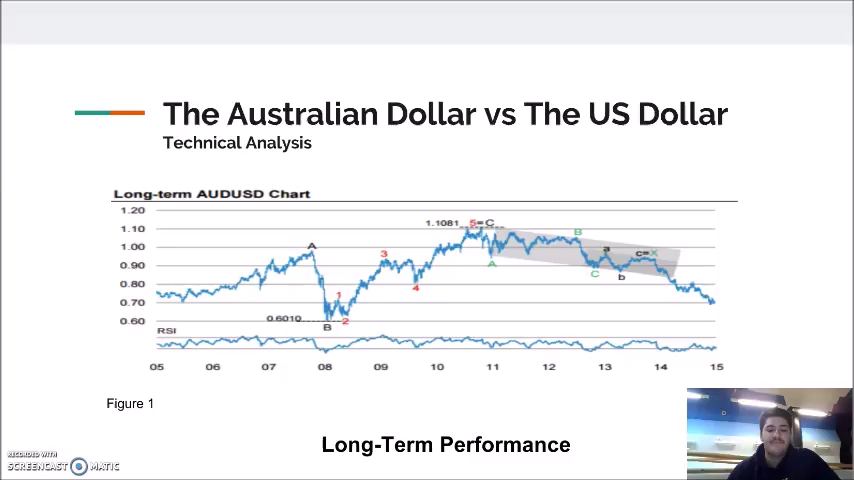 The Australian Dollar vs The US Dollar
Technical Analysis
Long-term AUDUSD Chart
1.20
1.10
1.00
0.90
0.80
0.70
0.60
1.1081 5=C
A
3
4
1
2
0.6010
B
A
B
C
a
b
c=X
RSI
05 06 07 08 09 10 11 12 13 14 15
Figure 1
Long-Term Performance
RECORDED WITH
SCREENCAST MATIC